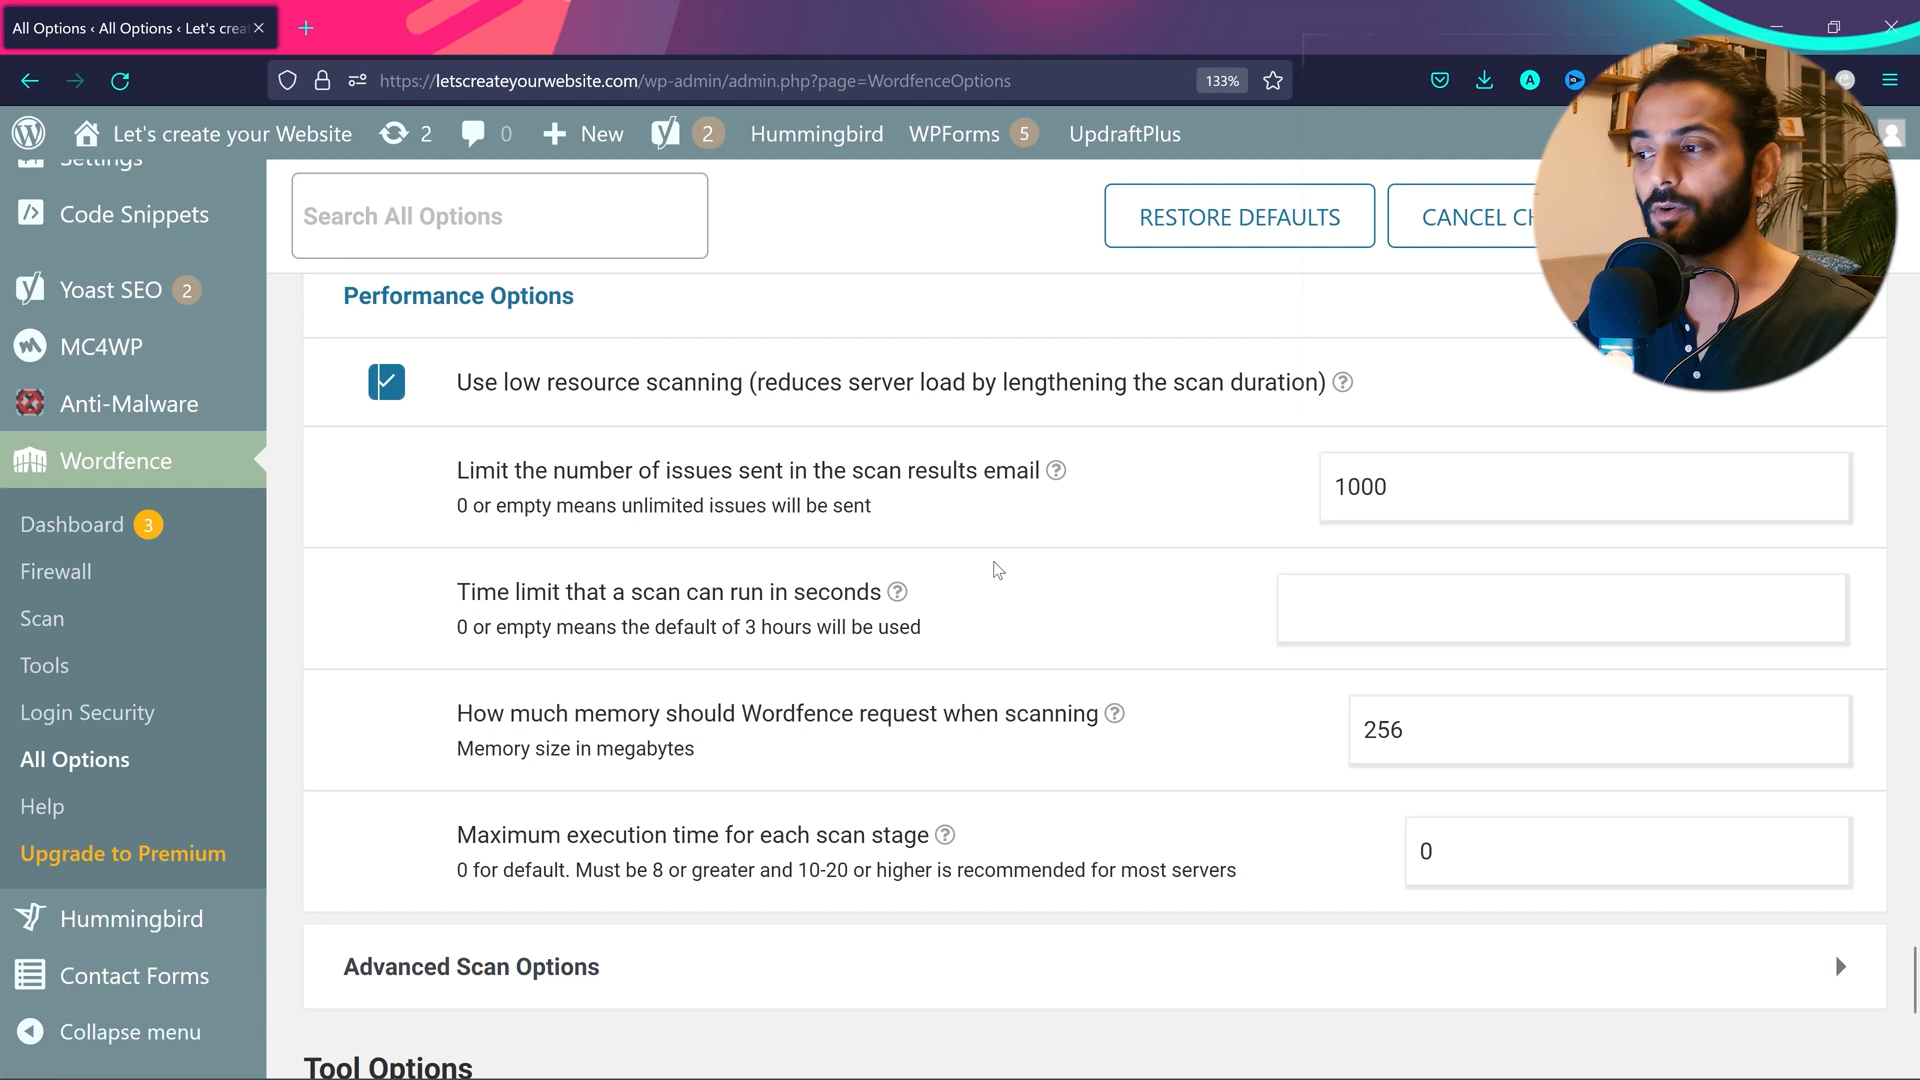 All Options ‹ All Options ‹ Let's crea
https://letscreateyourwebsite.com/wp-admin/admin.php?page=WordfenceOptions
133%
Let's create your Website
2
0
New
2
Hummingbird
WPForms
5
UpdraftPlus
Settings
Code Snippets
Yoast SEO
2
MC4WP
Anti-Malware
Wordfence
Dashboard
3
Firewall
Scan
Tools
Login Security
All Options
Help
Upgrade to Premium
Hummingbird
Contact Forms
Collapse menu
Search All Options
RESTORE DEFAULTS
CANCEL CH
Performance Options
Use low resource scanning (reduces server load by lengthening the scan duration)
Limit the number of issues sent in the scan results email
0 or empty means unlimited issues will be sent
1000
Time limit that a scan can run in seconds
0 or empty means the default of 3 hours will be used
How much memory should Wordfence request when scanning
Memory size in megabytes
256
Maximum execution time for each scan stage
0 for default. Must be 8 or greater and 10-20 or higher is recommended for most servers
0
Advanced Scan Options
Tool Options